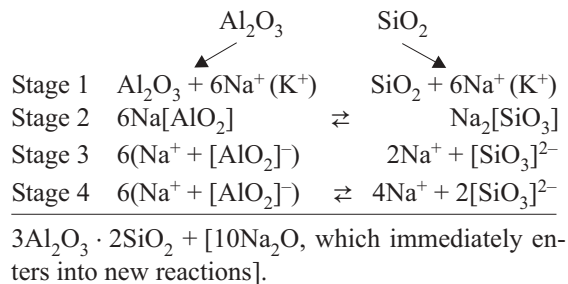 Al₂O₃ SiO₂
Stage 1 Al₂O₃ + 6Na⁺ (K⁺) SiO₂ + 6Na⁺ (K⁺)
Stage 2 6Na[AlO₂] ⇄ Na₂[SiO₃]
Stage 3 6(Na⁺ + [AlO₂]⁻) 2Na⁺ + [SiO₃]²⁻
Stage 4 6(Na⁺ + [AlO₂]⁻) ⇄ 4Na⁺ + 2[SiO₃]²⁻
3Al₂O₃ · 2SiO₂ + [10Na₂O, which immediately en-
ters into new reactions].